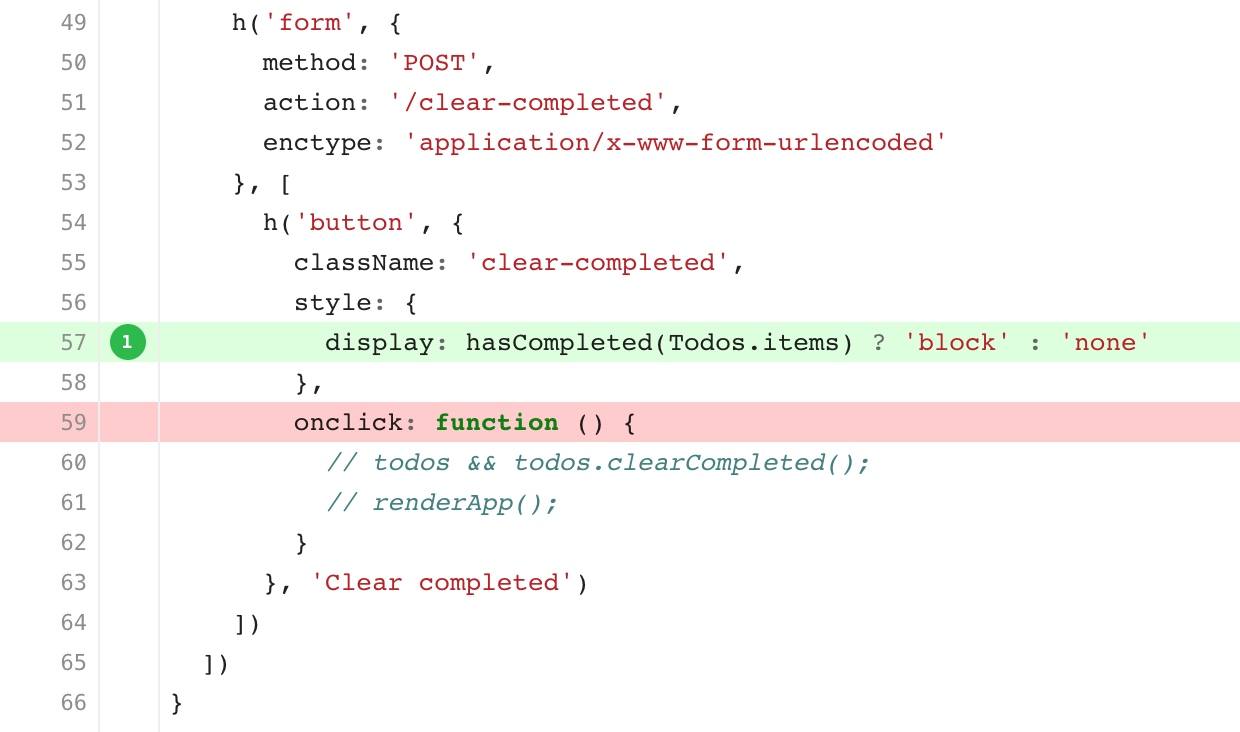 49 h('form', {
50 method: 'POST',
51 action: '/clear-completed',
52 enctype: 'application/x-www-form-urlencoded'
53 }, [
54 h('button', {
55 className: 'clear-completed',
56 style: {
57 1 display: hasCompleted(Todos.items) ? 'block' : 'none'
58 },
59 onclick: function () {
60 // todos && todos.clearCompleted();
61 // renderApp();
62 }
63 }, 'Clear completed')
64 ])
65 ])
66 }